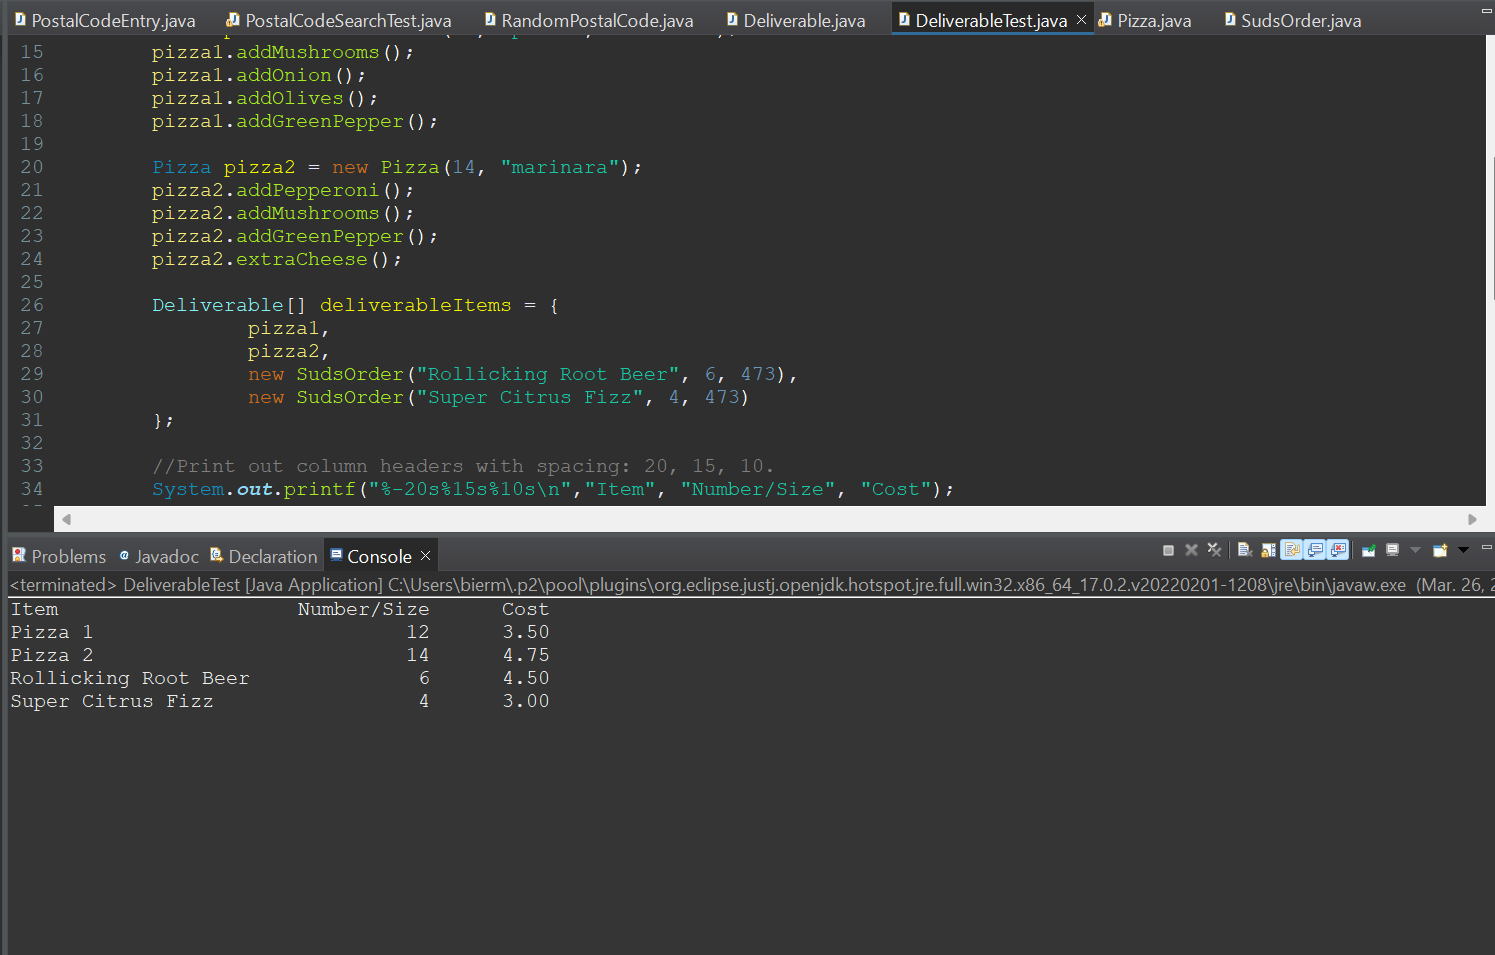 PostalCodeEntry.java PostalCodeSearchTest.java RandomPostalCode.java Deliverable.java DeliverableTest.java Pizza.java SudsOrder.java
15 pizza1.addMushrooms();
16 pizza1.addOnion();
17 pizza1.addOlives();
18 pizza1.addGreenPepper();
19
20 Pizza pizza2 = new Pizza(14, "marinara");
21 pizza2.addPepperoni();
22 pizza2.addMushrooms();
23 pizza2.addGreenPepper();
24 pizza2.extraCheese();
25
26 Deliverable[] deliverableItems = {
27 pizza1,
28 pizza2,
29 new SudsOrder("Rollicking Root Beer", 6, 473),
30 new SudsOrder("Super Citrus Fizz", 4, 473)
31 };
32
33 //Print out column headers with spacing: 20, 15, 10.
34 System.out.printf("%-20s%15s%10s\n","Item", "Number/Size", "Cost");
Problems Javadoc Declaration Console
<terminated> DeliverableTest [Java Application] C:\Users\bierm\.p2\pool\plugins\org.eclipse.justj.openjdk.hotspot.jre.full.win32.x86_64_17.0.2.v20220201-1208\jre\bin\javaw.exe (Mar. 26, 2
Item Number/Size Cost
Pizza 1 12 3.50
Pizza 2 14 4.75
Rollicking Root Beer 6 4.50
Super Citrus Fizz 4 3.00